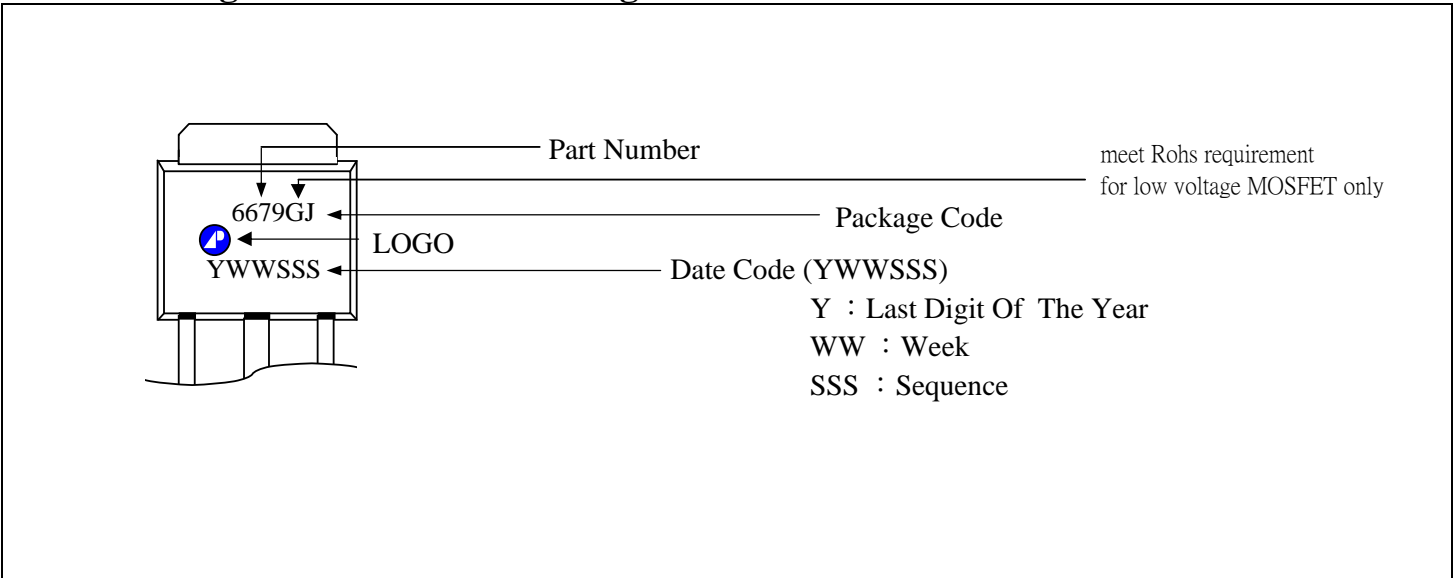 Part Number
meet Rohs requirement
for low voltage MOSFET only
6679GJ
Package Code
LOGO
YWWSSS
Date Code (YWWSSS)
Y：Last Digit Of The Year
WW：Week
SSS：Sequence